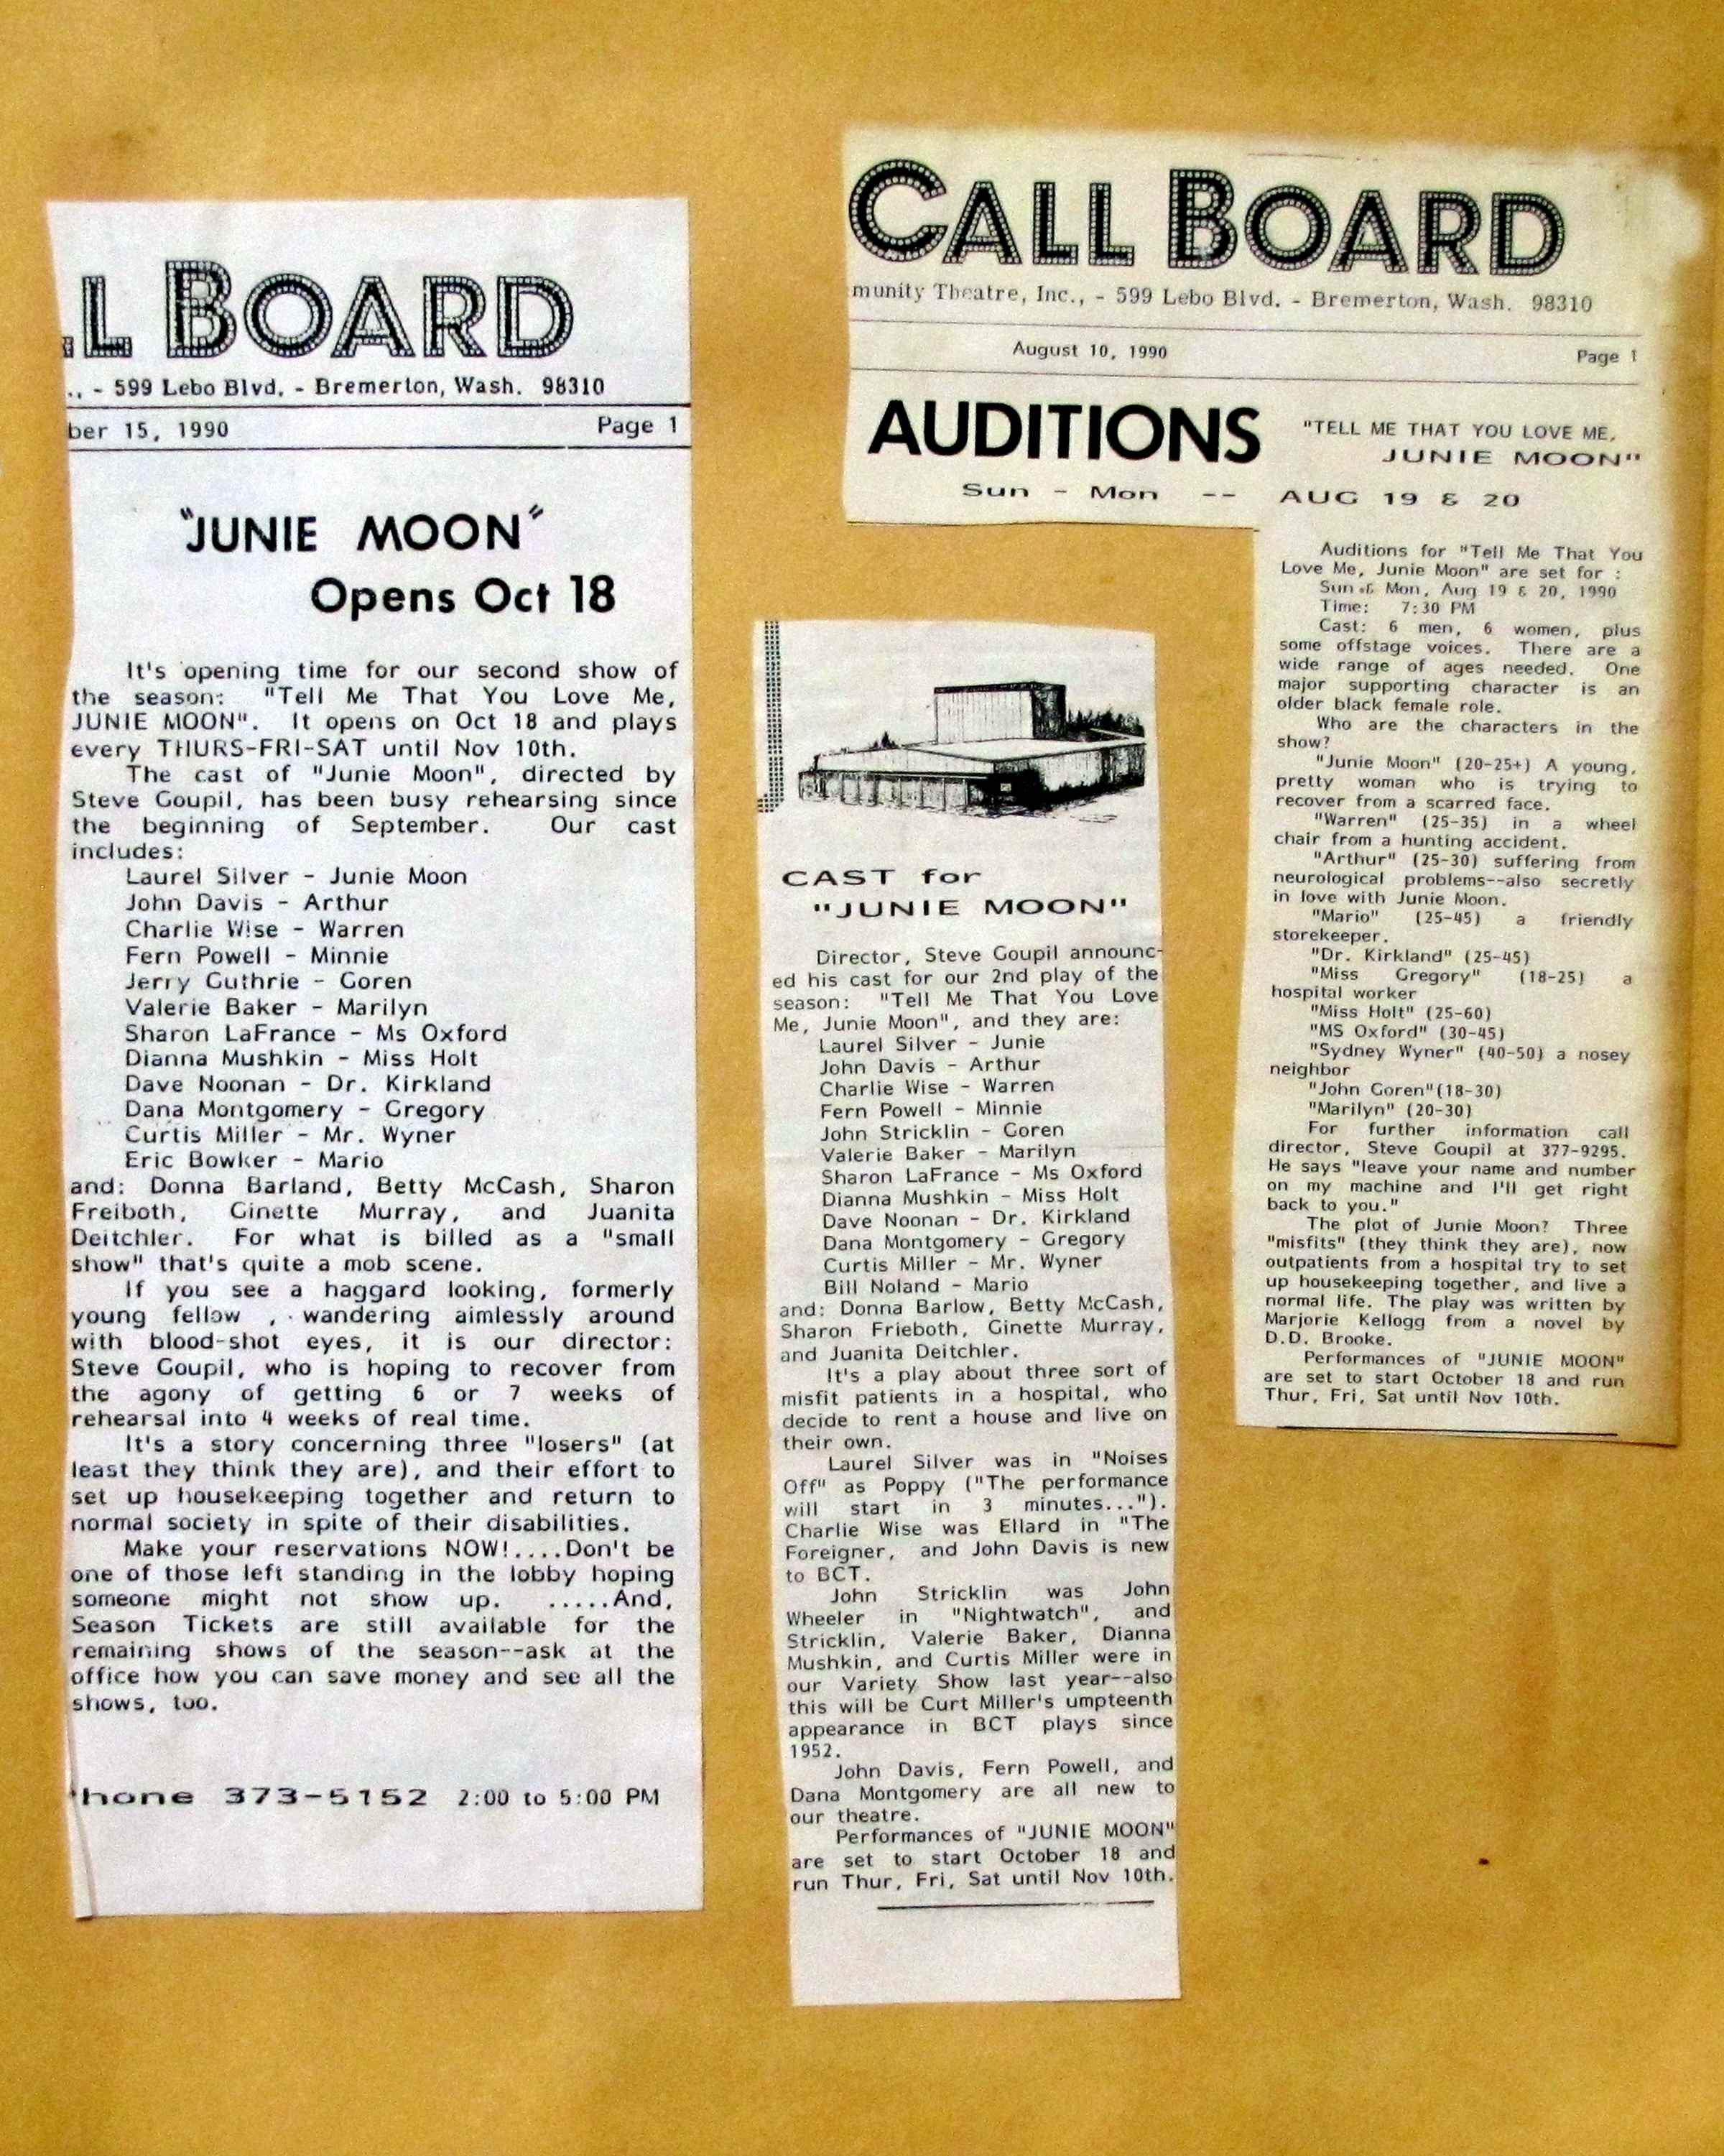 BOARD
., - 599 Lebo Blvd. - Bremerton, Wash. 98310
ber 15, 1990 Page 1
"JUNIE MOON"
Opens Oct 18
It's opening time for our second show of
the season: "Tell Me That You Love Me,
JUNIE MOON". It opens on Oct 18 and plays
every THURS-FRI-SAT until Nov 10th.
The cast of "Junie Moon", directed by
Steve Goupil, has been busy rehearsing since
the beginning of September. Our cast
includes:
Laurel Silver - Junie Moon
John Davis - Arthur
Charlie Wise - Warren
Fern Powell - Minnie
Jerry Guthrie - Goren
Valerie Baker - Marilyn
Sharon LaFrance - Ms Oxford
Dianna Mushkin - Miss Holt
Dave Noonan - Dr. Kirkland
Dana Montgomery - Gregory
Curtis Miller - Mr. Wyner
Eric Bowker - Mario
and: Donna Barland, Betty McCash, Sharon
Freiboth, Ginette Murray, and Juanita
Deitchler. For what is billed as a "small
show" that's quite a mob scene.
If you see a haggard looking, formerly
young fellow , wandering aimlessly around
with blood-shot eyes, it is our director:
Steve Goupil, who is hoping to recover from
the agony of getting 6 or 7 weeks of
rehearsal into 4 weeks of real time.
It's a story concerning three "losers" (at
least they think they are), and their effort to
set up housekeeping together and return to
normal society in spite of their disabilities.
Make your reservations NOW!....Don't be
one of those left standing in the lobby hoping
someone might not show up. .....And,
Season Tickets are still available for the
remaining shows of the season--ask at the
office how you can save money and see all the
shows, too.
hone 373-5152 2:00 to 5:00 PM
CAST for
"JUNIE MOON"
Director, Steve Goupil announc-
ed his cast for our 2nd play of the
season: "Tell Me That You Love
Me, Junie Moon", and they are:
Laurel Silver - Junie
John Davis - Arthur
Charlie Wise - Warren
Fern Powell - Minnie
John Stricklin - Goren
Valerie Baker - Marilyn
Sharon LaFrance - Ms Oxford
Dianna Mushkin - Miss Holt
Dave Noonan - Dr. Kirkland
Dana Montgomery - Gregory
Curtis Miller - Mr. Wyner
Bill Noland - Mario
and: Donna Barlow, Betty McCash,
Sharon Frieboth, Ginette Murray,
and Juanita Deitchler.
It's a play about three sort of
misfit patients in a hospital, who
decide to rent a house and live on
their own.
Laurel Silver was in "Noises
Off" as Poppy ("The performance
will start in 3 minutes...").
Charlie Wise was Ellard in "The
Foreigner, and John Davis is new
to BCT.
John Stricklin was John
Wheeler in "Nightwatch", and
Stricklin, Valerie Baker, Dianna
Mushkin, and Curtis Miller were in
our Variety Show last year--also
this will be Curt Miller's umpteenth
appearance in BCT plays since
1952.
John Davis, Fern Powell, and
Dana Montgomery are all new to
our theatre.
Performances of "JUNIE MOON"
are set to start October 18 and
run Thur, Fri, Sat until Nov 10th.
CALL BOARD
munity Theatre, Inc., - 599 Lebo Blvd. - Bremerton, Wash. 98310
August 10, 1990 Page 1
AUDITIONS "TELL ME THAT YOU LOVE ME,
JUNIE MOON"
Sun - Mon -- AUG 19 & 20
Auditions for "Tell Me That You
Love Me, Junie Moon" are set for :
Sun & Mon, Aug 19 & 20, 1990
Time: 7:30 PM
Cast: 6 men, 6 women, plus
some offstage voices. There are a
wide range of ages needed. One
major supporting character is an
older black female role.
Who are the characters in the
show?
"Junie Moon" (20-25+) A young,
pretty woman who is trying to
recover from a scarred face.
"Warren" (25-35) in a wheel
chair from a hunting accident.
"Arthur" (25-30) suffering from
neurological problems--also secretly
in love with Junie Moon.
"Mario" (25-45) a friendly
storekeeper.
"Dr. Kirkland" (25-45)
"Miss Gregory" (18-25) a
hospital worker
"Miss Holt" (25-60)
"MS Oxford" (30-45)
"Sydney Wyner" (40-50) a nosey
neighbor
"John Goren"(18-30)
"Marilyn" (20-30)
For further information call
director, Steve Goupil at 377-9295.
He says "leave your name and number
on my machine and I'll get right
back to you."
The plot of Junie Moon? Three
"misfits" (they think they are), now
outpatients from a hospital try to set
up housekeeping together, and live a
normal life. The play was written by
Marjorie Kellogg from a novel by
D.D. Brooke.
Performances of "JUNIE MOON"
are set to start October 18 and run
Thur, Fri, Sat until Nov 10th.